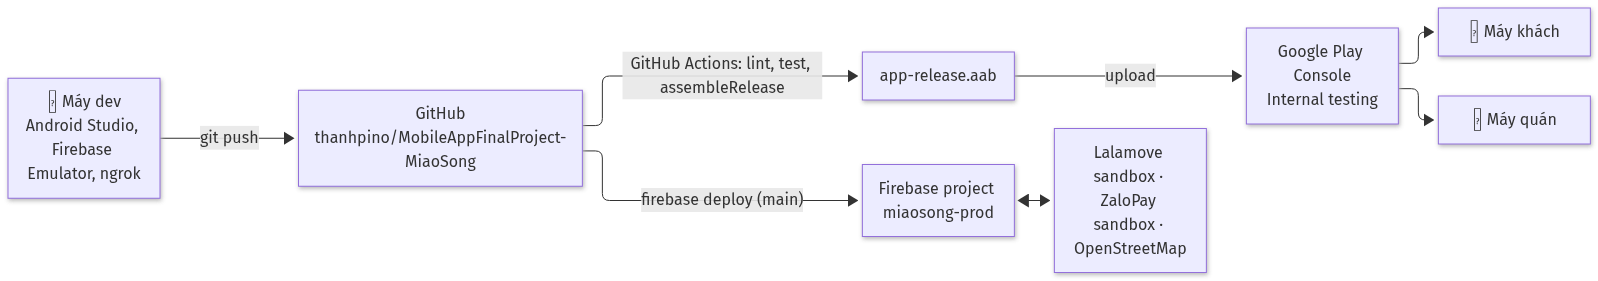 Máy dev
Android Studio,
Firebase
Emulator, ngrok
git push
GitHub
thanhpino/MobileAppFinalProject-
MiaoSong
GitHub Actions: lint, test,
assembleRelease
app-release.aab
upload
Google Play
Console
Internal testing
Máy khách
Máy quán
firebase deploy (main)
Firebase project
miaosong-prod
Lalamove
sandbox ·
ZaloPay
sandbox ·
OpenStreetMap